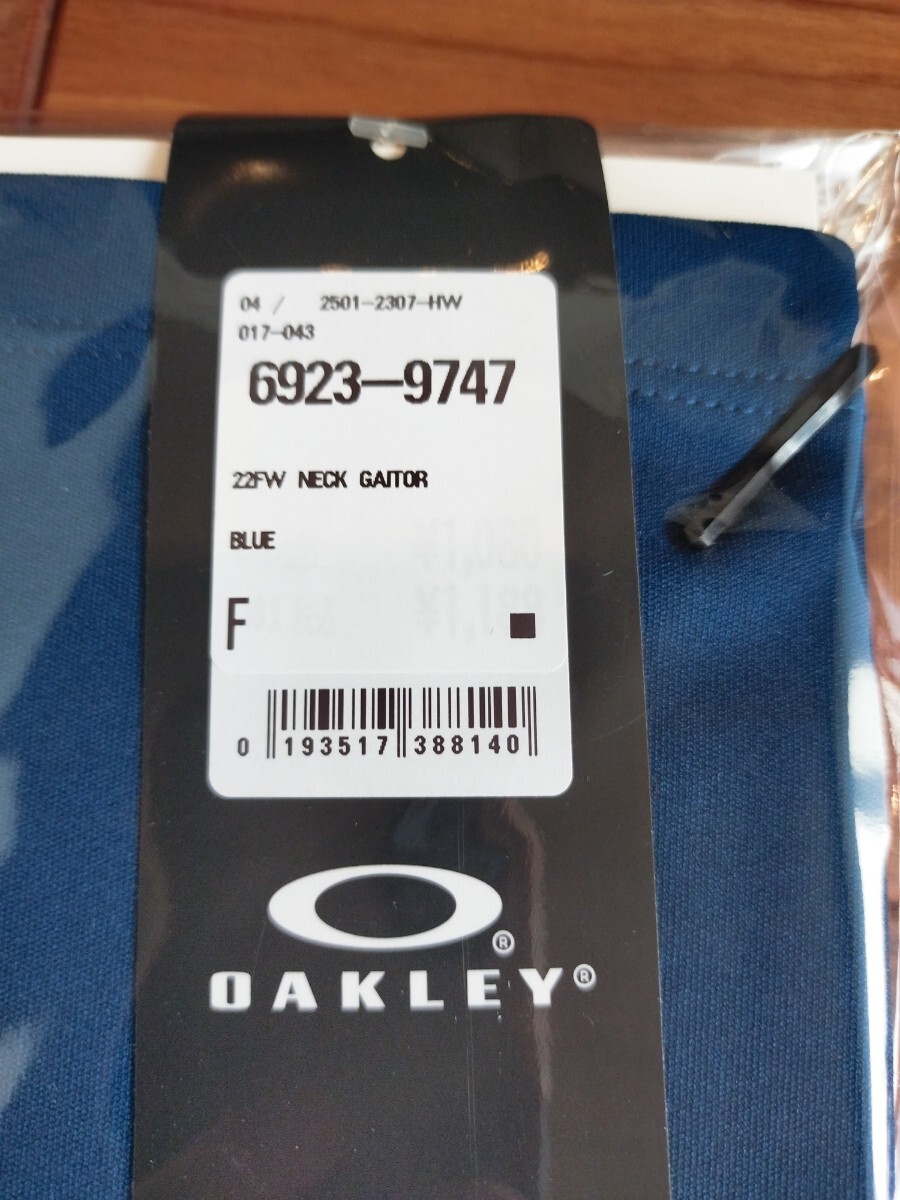 04 / 2501-2307-HW
017-043
6923-9747
22FW NECK GAITOR
BLUE
F
0 193517 388140
®
OAKLEY®